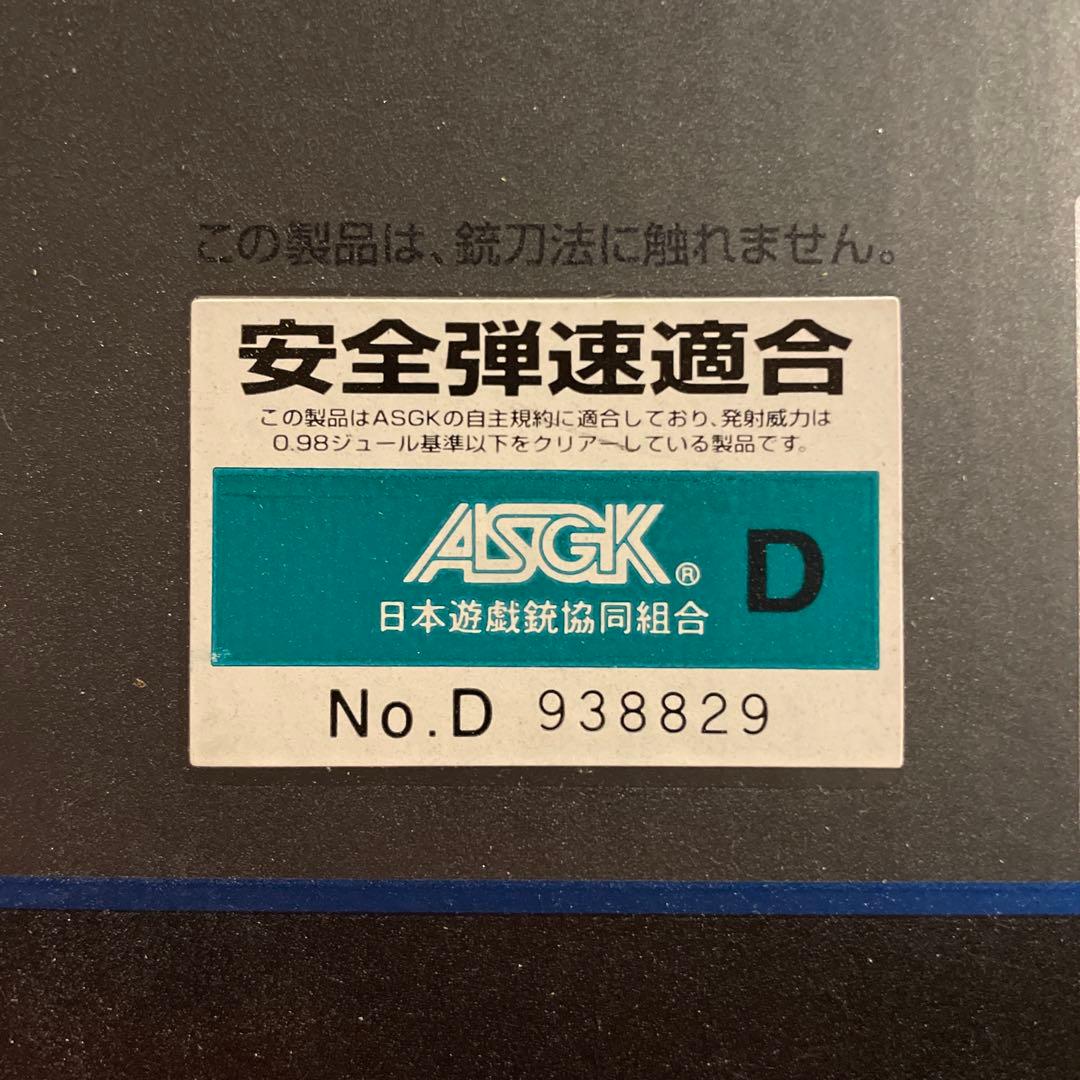 この製品は、銃刀法に触れません。
安全弾速適合
この製品はASGKの自主規約に適合しており、発射威力は
0.98ジュール基準以下をクリアーしている製品です。
ASGK® D
日本遊戯銃協同組合
No.D 938829